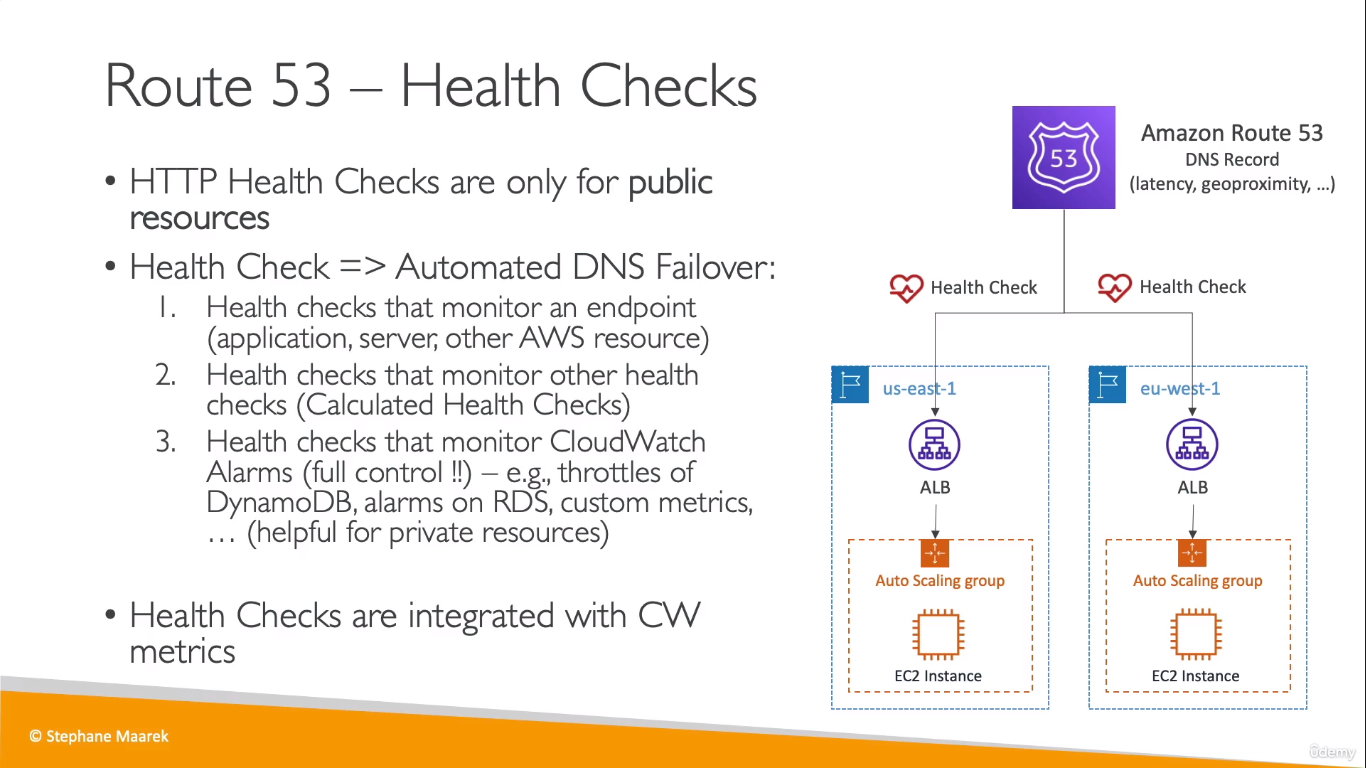 Route 53 – Health Checks
• HTTP Health Checks are only for public
resources
• Health Check => Automated DNS Failover:
1. Health checks that monitor an endpoint
(application, server, other AWS resource)
2. Health checks that monitor other health
checks (Calculated Health Checks)
3. Health checks that monitor CloudWatch
Alarms (full control !!) – e.g., throttles of
DynamoDB, alarms on RDS, custom metrics,
… (helpful for private resources)
• Health Checks are integrated with CW
metrics
53
Amazon Route 53
DNS Record
(latency, geoproximity, …)
Health Check
Health Check
us-east-1
eu-west-1
ALB
ALB
Auto Scaling group
Auto Scaling group
EC2 Instance
EC2 Instance
© Stephane Maarek
ûdemy